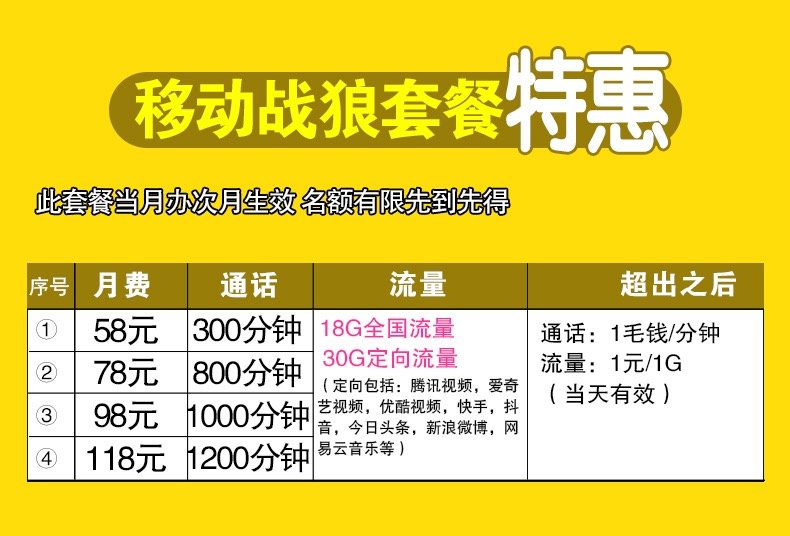 移动战狼套餐特惠
此套餐当月办次月生效 名额有限先到先得
序号 月费 通话 流量 超出之后
① 58元 300分钟
② 78元 800分钟
③ 98元 1000分钟
④ 118元 1200分钟
18G全国流量
30G定向流量
（定向包括：腾讯视频，爱奇
艺视频，优酷视频，快手，抖
音，今日头条，新浪微博，网
易云音乐等）
通话：1毛钱/分钟
流量：1元/1G
（当天有效）